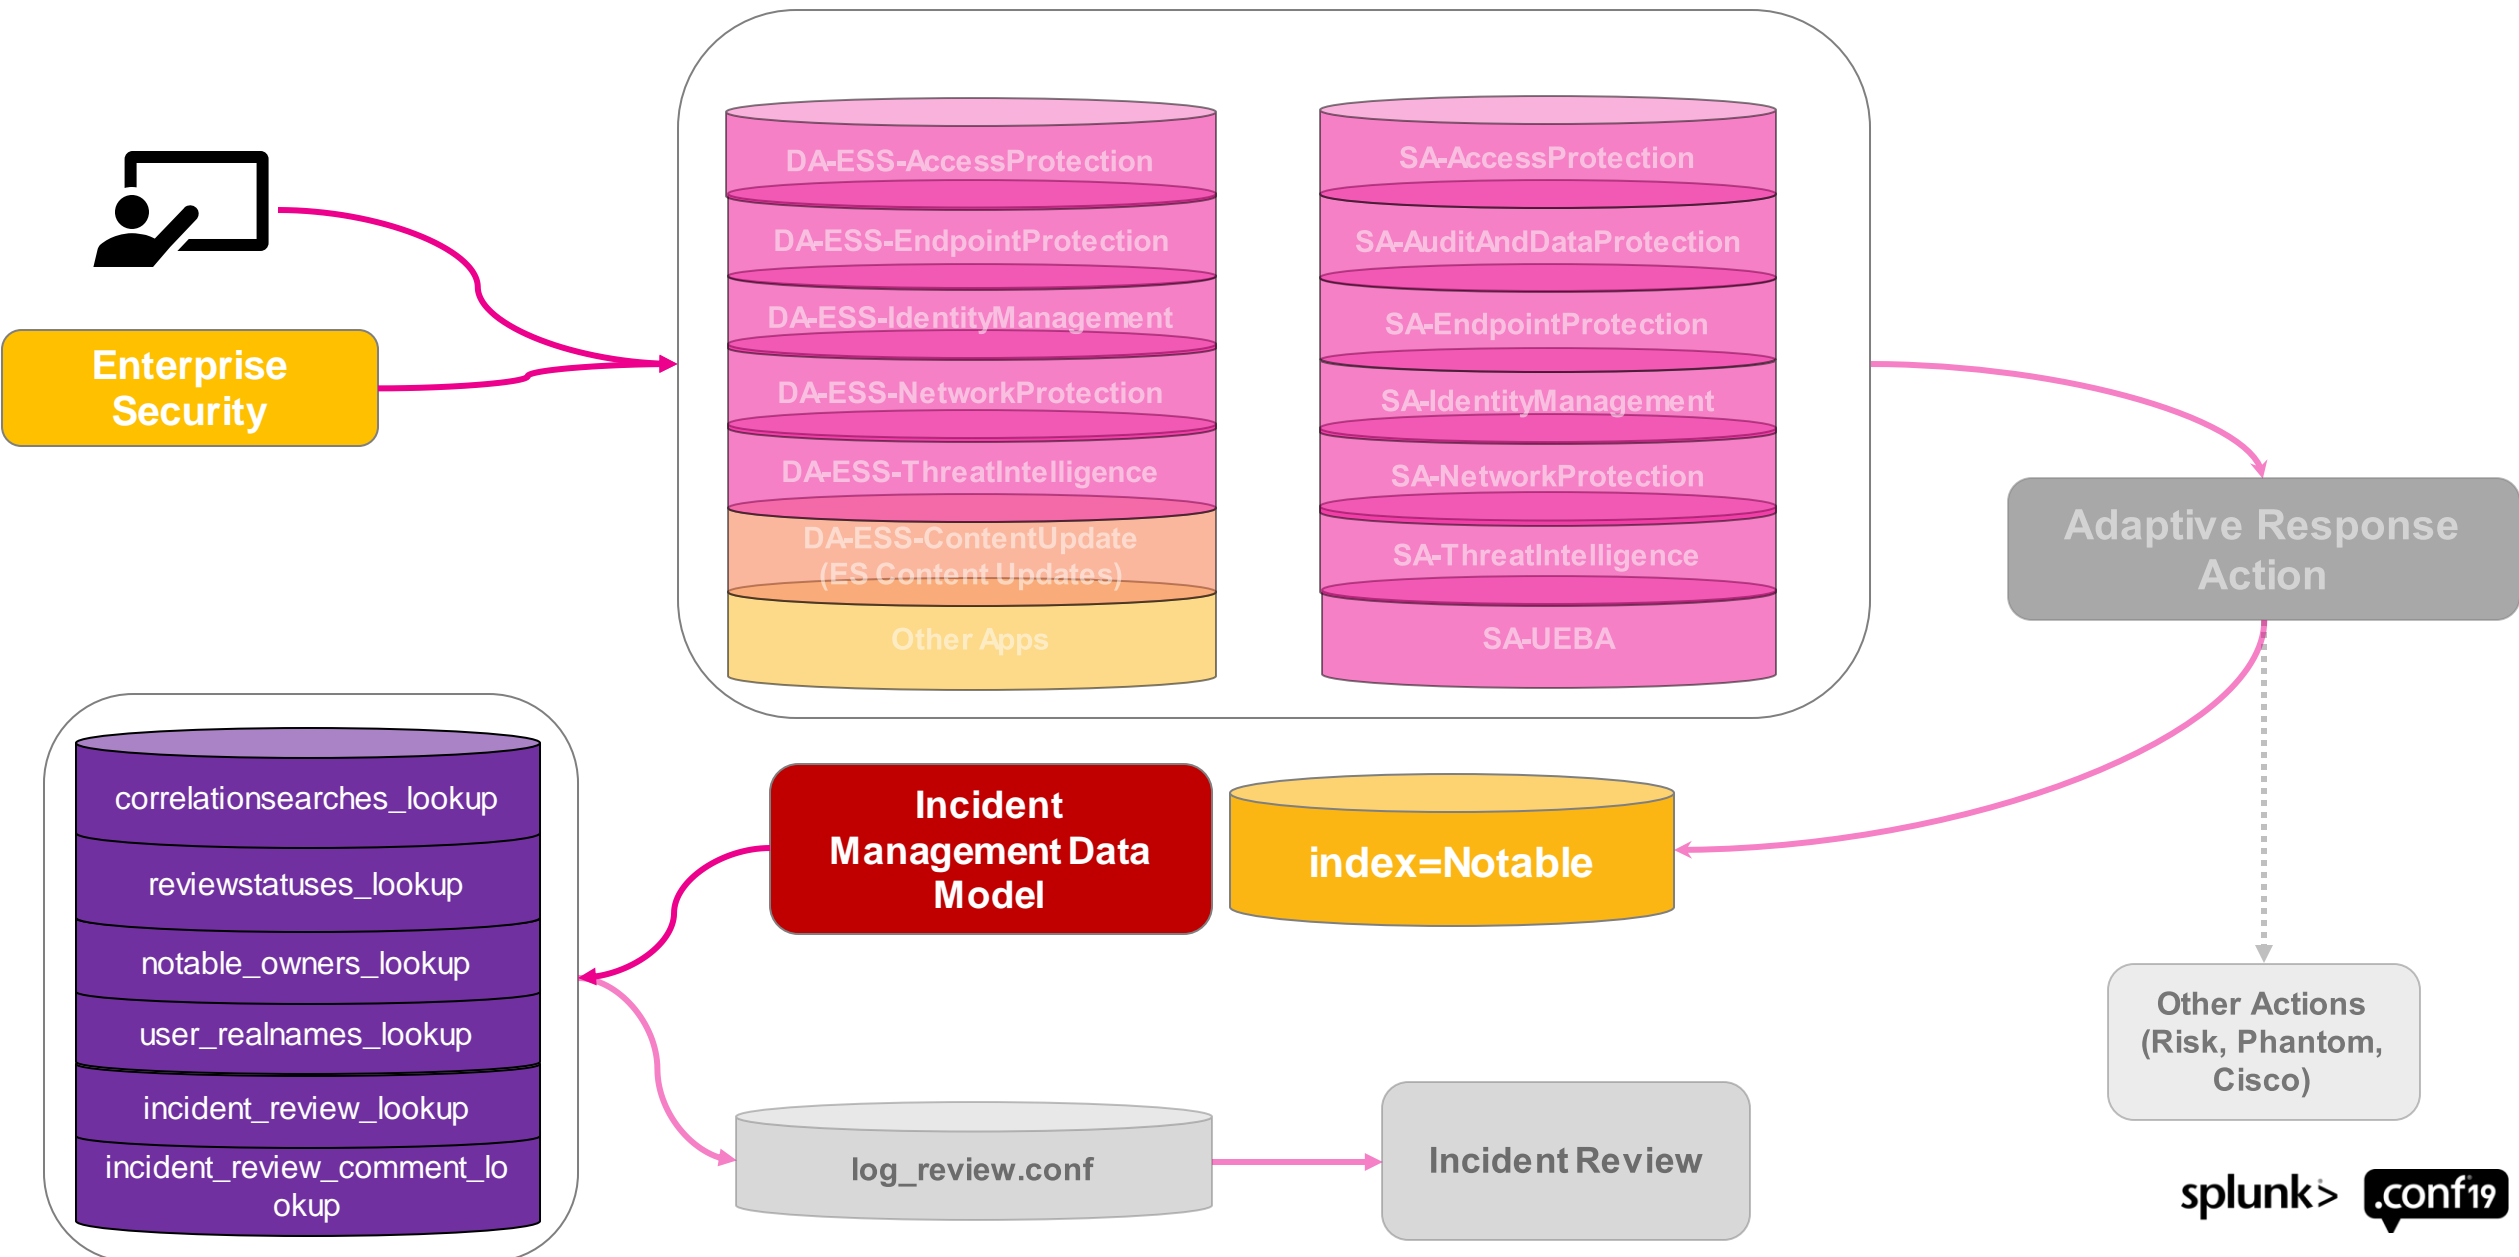 DA-ESS-AccessProtection
DA-ESS-EndpointProtection
DA-ESS-IdentityManagement
DA-ESS-NetworkProtection
DA-ESS-ThreatIntelligence
DA-ESS-ContentUpdate
(ES Content Updates)
Other Apps
SA-AccessProtection
SA-AuditAndDataProtection
SA-EndpointProtection
SA-IdentityManagement
SA-NetworkProtection
SA-ThreatIntelligence
SA-UEBA
Enterprise
Security
Adaptive Response
Action
correlationsearches_lookup
reviewstatuses_lookup
notable_owners_lookup
user_realnames_lookup
incident_review_lookup
incident_review_comment_lo
okup
Incident
Management Data
Model
index=Notable
Other Actions
(Risk, Phantom,
Cisco)
log_review.conf
Incident Review
splunk>
.conf19